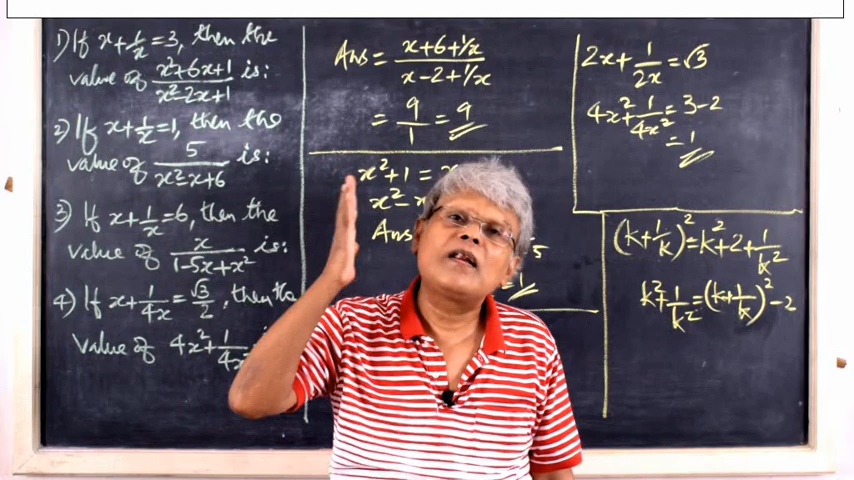 1) If x+1/x=3, then the
value of (x²+6x+1)/(x²-2x+1) is:
2) If x+1/x=1, then the
value of 5/(x²-x+6) is:
3) If x+1/x=6, then the
value of x/(1-5x+x²) is:
4) If x+1/4x=√3/2, then the
value of 4x²+1/4x²
Ans = (x+6+1/x)/(x-2+1/x)
= 9/1 = 9
x²+1 =
x²-
Ans
5
=1
2x+1/2x=√3
4x²+1/4x²=3-2
=1
(k+1/k)²=k²+2+1/k²
k²+1/k²=(k+1/k)²-2